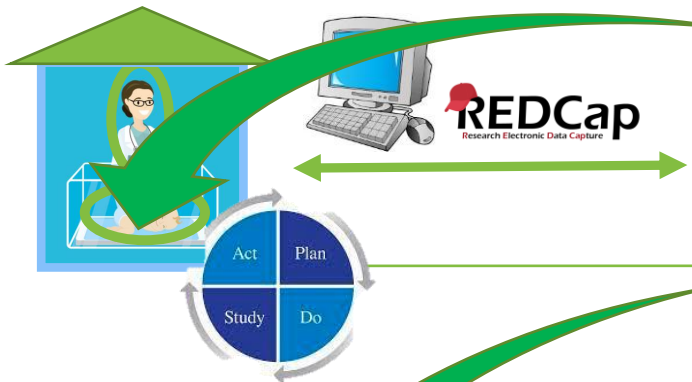 REDCap
Research Electronic Data Capture
Act
Plan
Study
Do